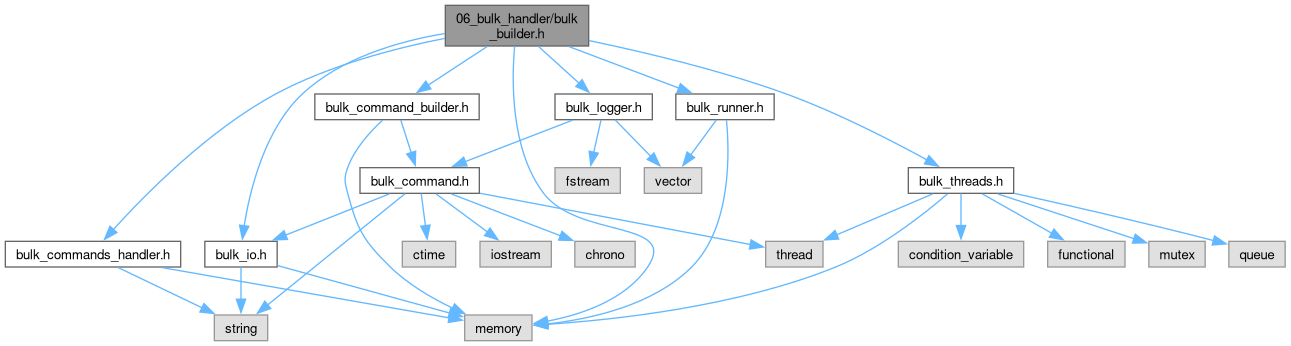 06_bulk_handler/bulk
_builder.h
bulk_command_builder.h
bulk_logger.h
bulk_runner.h
bulk_command.h
fstream
vector
bulk_threads.h
bulk_commands_handler.h
bulk_io.h
ctime
iostream
chrono
thread
condition_variable
functional
mutex
queue
string
memory